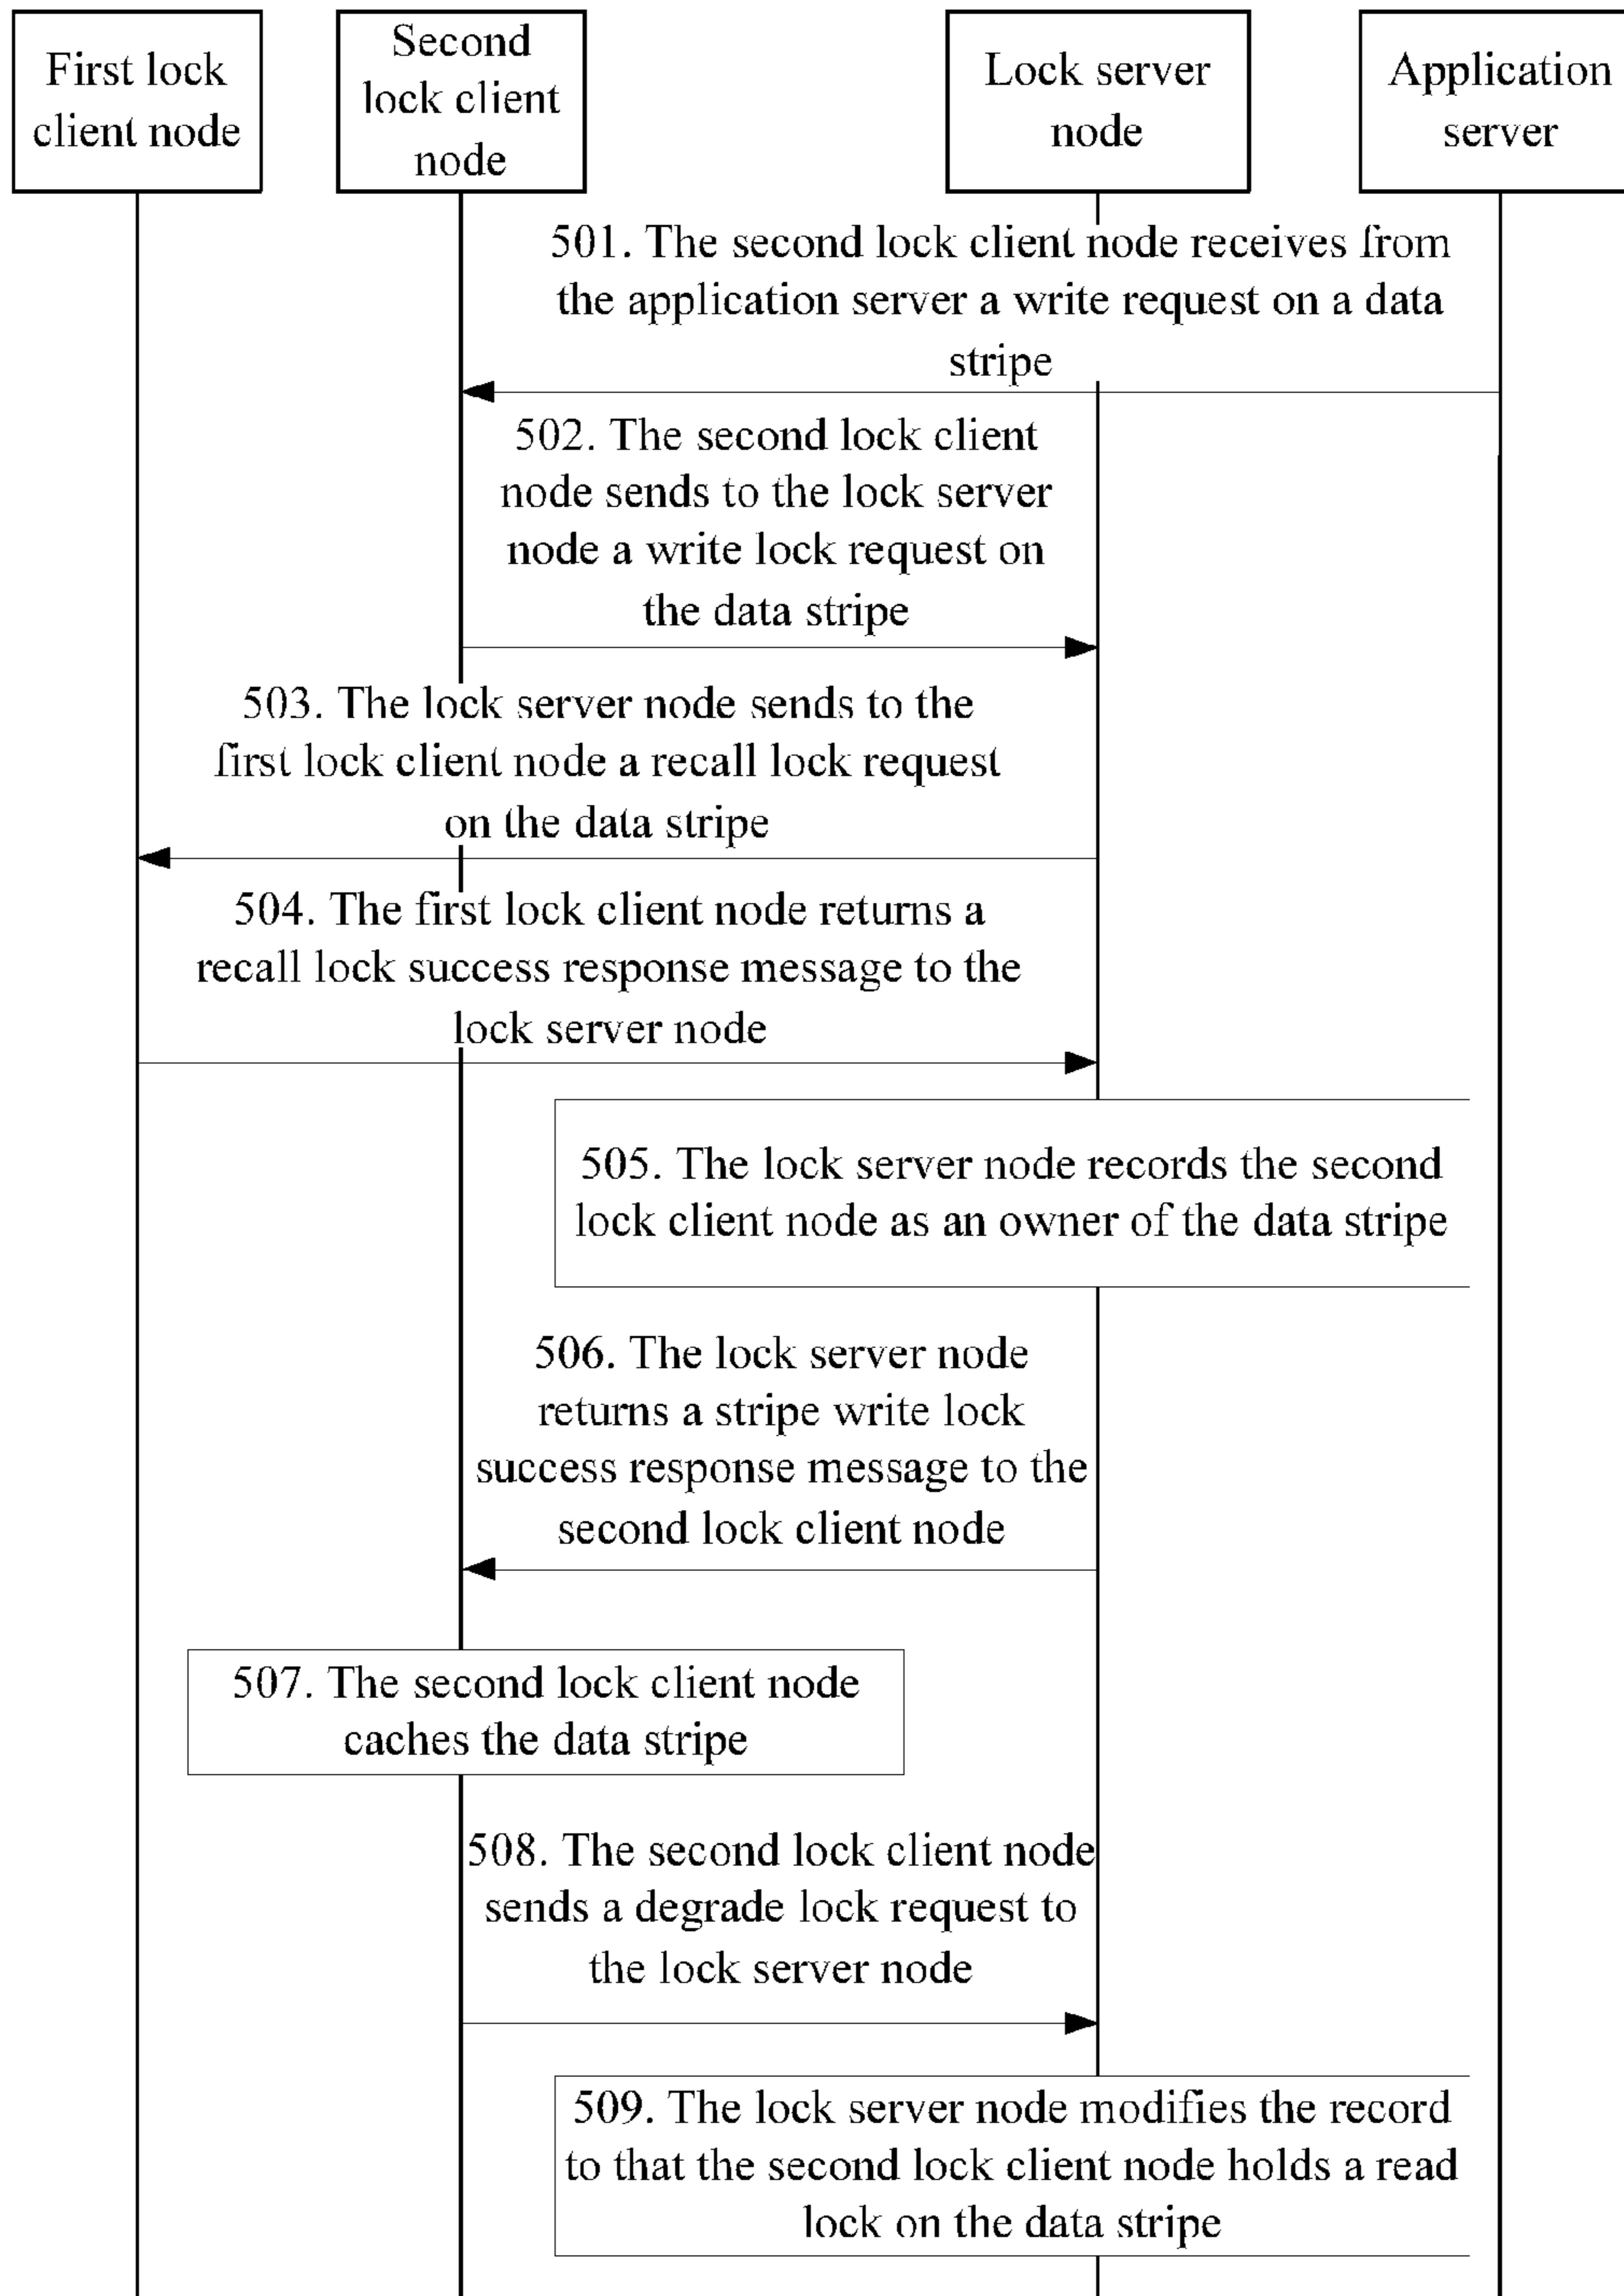 First lock
client node
Second
lock client
node
Lock server
node
Application
server
501. The second lock client node receives from
the application server a write request on a data
stripe
502. The second lock client
node sends to the lock server
node a write lock request on
the data stripe
503. The lock server node sends to the
first lock client node a recall lock request
on the data stripe
504. The first lock client node returns a
recall lock success response message to the
lock server node
505. The lock server node records the second
lock client node as an owner of the data stripe
506. The lock server node
returns a stripe write lock
success response message to the
second lock client node
507. The second lock client node
caches the data stripe
508. The second lock client node
sends a degrade lock request to
the lock server node
509. The lock server node modifies the record
to that the second lock client node holds a read
lock on the data stripe